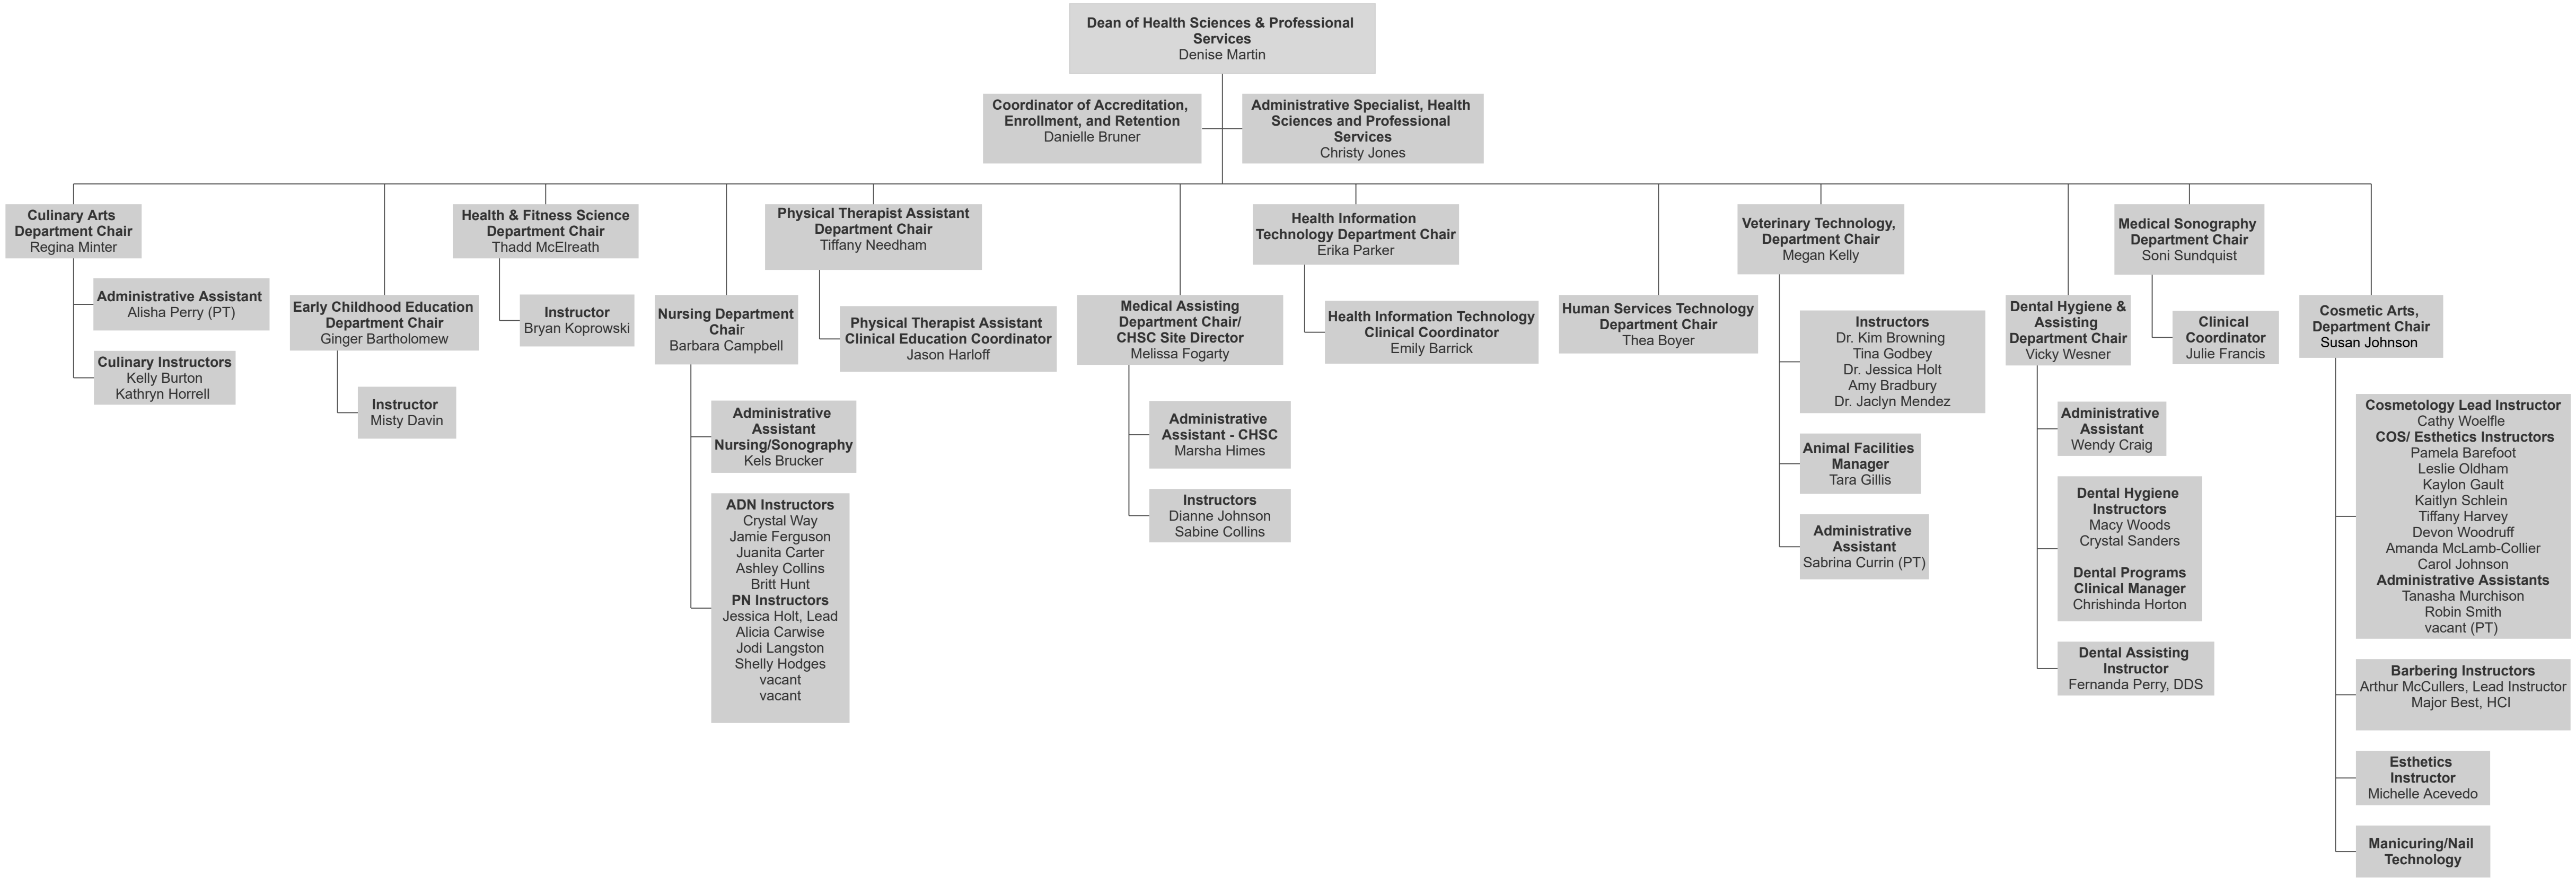 Dean of Health Sciences & Professional
Services
Denise Martin
Coordinator of Accreditation,
Enrollment, and Retention
Danielle Bruner
Administrative Specialist, Health
Sciences and Professional
Services
Christy Jones
Culinary Arts
Department Chair
Regina Minter
Administrative Assistant
Alisha Perry (PT)
Culinary Instructors
Kelly Burton
Kathryn Horrell
Early Childhood Education
Department Chair
Ginger Bartholomew
Instructor
Misty Davin
Health & Fitness Science
Department Chair
Thadd McElreath
Instructor
Bryan Koprowski
Nursing Department
Chair
Barbara Campbell
Administrative
Assistant
Nursing/Sonography
Kels Brucker
ADN Instructors
Crystal Way
Jamie Ferguson
Juanita Carter
Ashley Collins
Britt Hunt
PN Instructors
Jessica Holt, Lead
Alicia Carwise
Jodi Langston
Shelly Hodges
vacant
vacant
Physical Therapist Assistant
Department Chair
Tiffany Needham
Physical Therapist Assistant
Clinical Education Coordinator
Jason Harloff
Medical Assisting
Department Chair/
CHSC Site Director
Melissa Fogarty
Administrative
Assistant - CHSC
Marsha Himes
Instructors
Dianne Johnson
Sabine Collins
Health Information
Technology Department Chair
Erika Parker
Health Information Technology
Clinical Coordinator
Emily Barrick
Human Services Technology
Department Chair
Thea Boyer
Veterinary Technology,
Department Chair
Megan Kelly
Instructors
Dr. Kim Browning
Tina Godbey
Dr. Jessica Holt
Amy Bradbury
Dr. Jaclyn Mendez
Animal Facilities
Manager
Tara Gillis
Administrative
Assistant
Sabrina Currin (PT)
Dental Hygiene &
Assisting
Department Chair
Vicky Wesner
Administrative
Assistant
Wendy Craig
Dental Hygiene
Instructors
Macy Woods
Crystal Sanders
Dental Programs
Clinical Manager
Chrishinda Horton
Dental Assisting
Instructor
Fernanda Perry, DDS
Medical Sonography
Department Chair
Soni Sundquist
Clinical
Coordinator
Julie Francis
Cosmetic Arts,
Department Chair
Susan Johnson
Cosmetology Lead Instructor
Cathy Woelfle
COS/ Esthetics Instructors
Pamela Barefoot
Leslie Oldham
Kaylon Gault
Kaitlyn Schlein
Tiffany Harvey
Devon Woodruff
Amanda McLamb-Collier
Carol Johnson
Administrative Assistants
Tanasha Murchison
Robin Smith
vacant (PT)
Barbering Instructors
Arthur McCullers, Lead Instructor
Major Best, HCI
Esthetics
Instructor
Michelle Acevedo
Manicuring/Nail
Technology